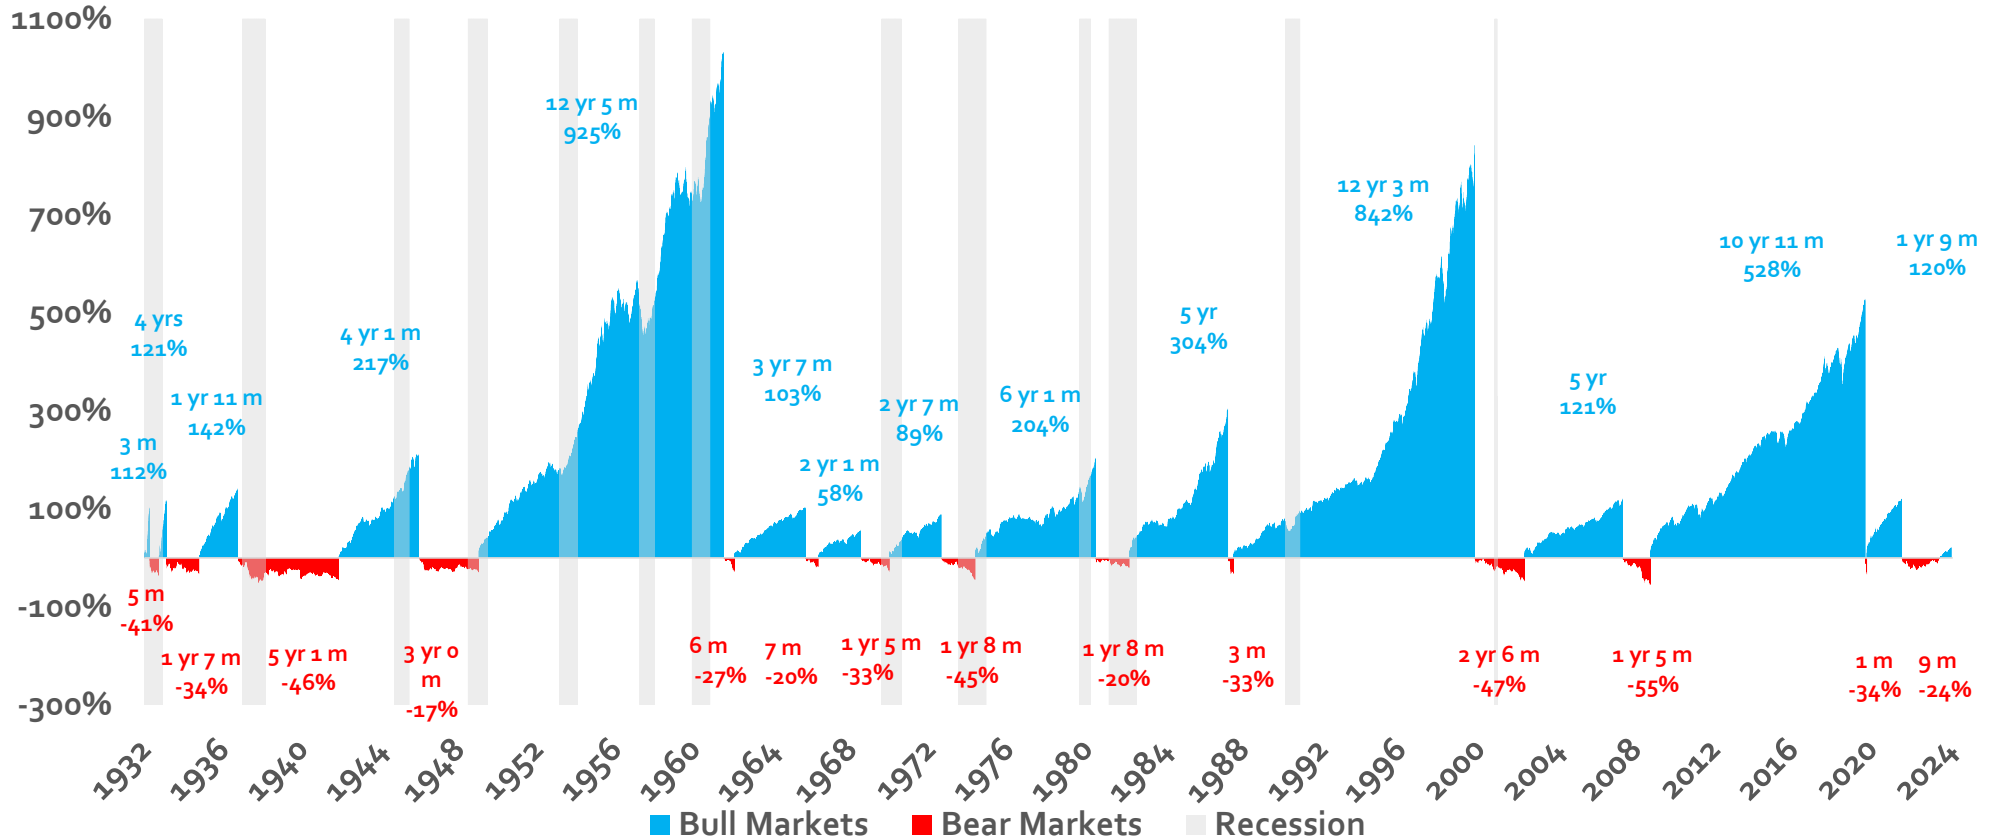 1100%
900%
700%
500%
300%
100%
-100%
-300%
4 yrs
121%
3 m
112%
1 yr 11 m
142%
4 yr 1 m
217%
12 yr 5 m
925%
3 yr 7 m
103%
2 yr 1 m
58%
2 yr 7 m
89%
6 yr 1 m
204%
5 yr
304%
12 yr 3 m
842%
5 yr
121%
10 yr 11 m
528%
1 yr 9 m
120%
5 m
-41%
1 yr 7 m
-34%
5 yr 1 m
-46%
3 yr 0
m
-17%
6 m
-27%
7 m
-20%
1 yr 5 m
-33%
1 yr 8 m
-45%
1 yr 8 m
-20%
3 m
-33%
2 yr 6 m
-47%
1 yr 5 m
-55%
1 m
-34%
9 m
-24%
1932
1936
1940
1944
1948
1952
1956
1960
1964
1968
1972
1976
1980
1984
1988
1992
1996
2000
2004
2008
2012
2016
2020
2024
Bull Markets
Bear Markets
Recession